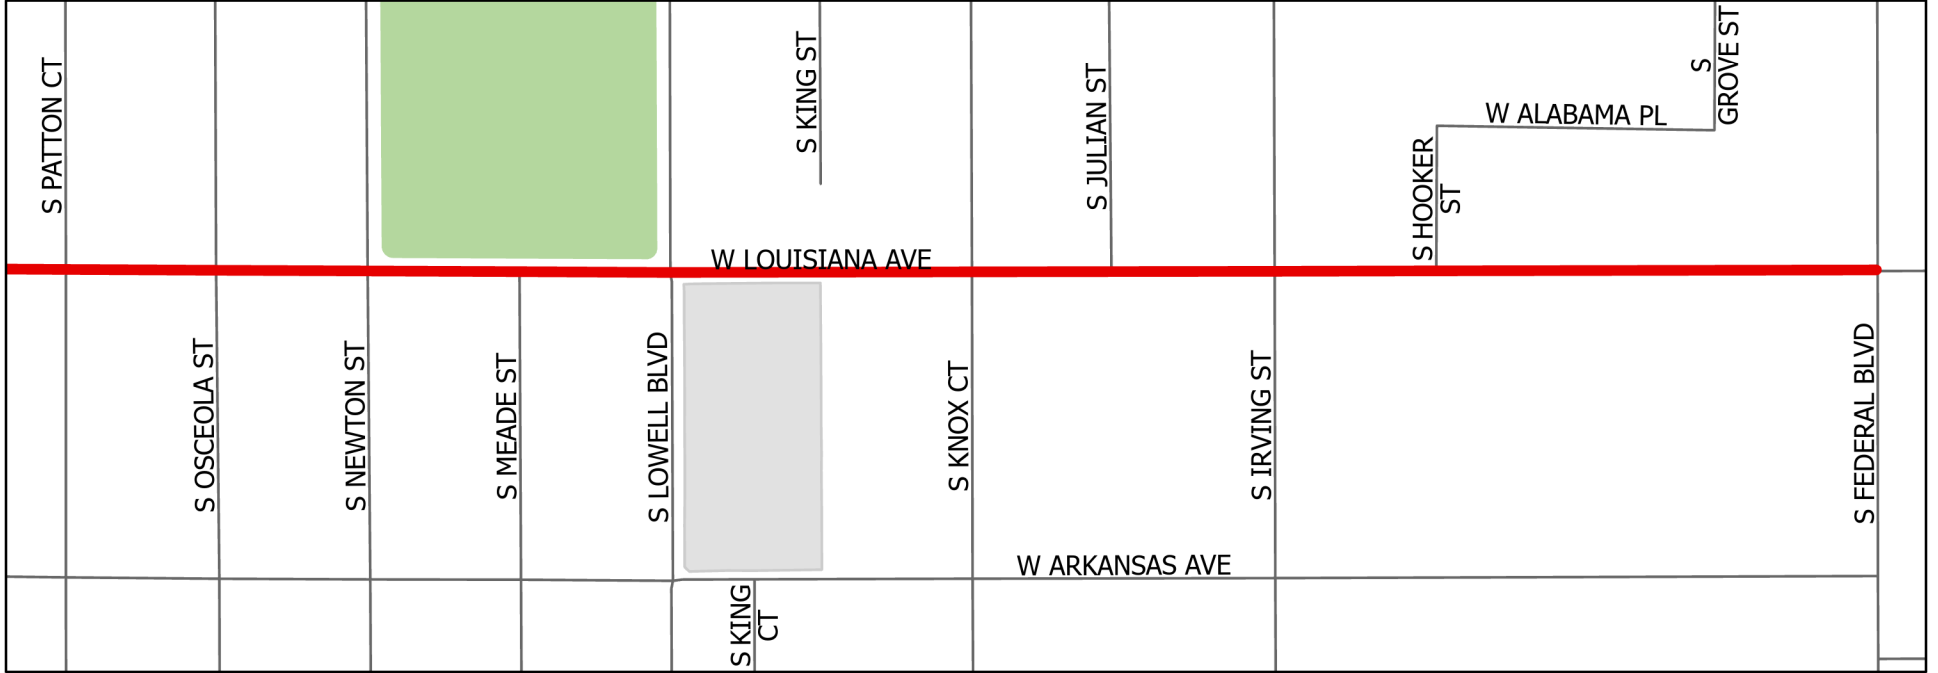 S PATTON CT
S KING ST
S JULIAN ST
S HOOKER
ST
W ALABAMA PL
S
GROVE ST
W LOUISIANA AVE
S OSCEOLA ST
S NEWTON ST
S MEADE ST
S LOWELL BLVD
S KNOX CT
S IRVING ST
S FEDERAL BLVD
W ARKANSAS AVE
S KING
CT